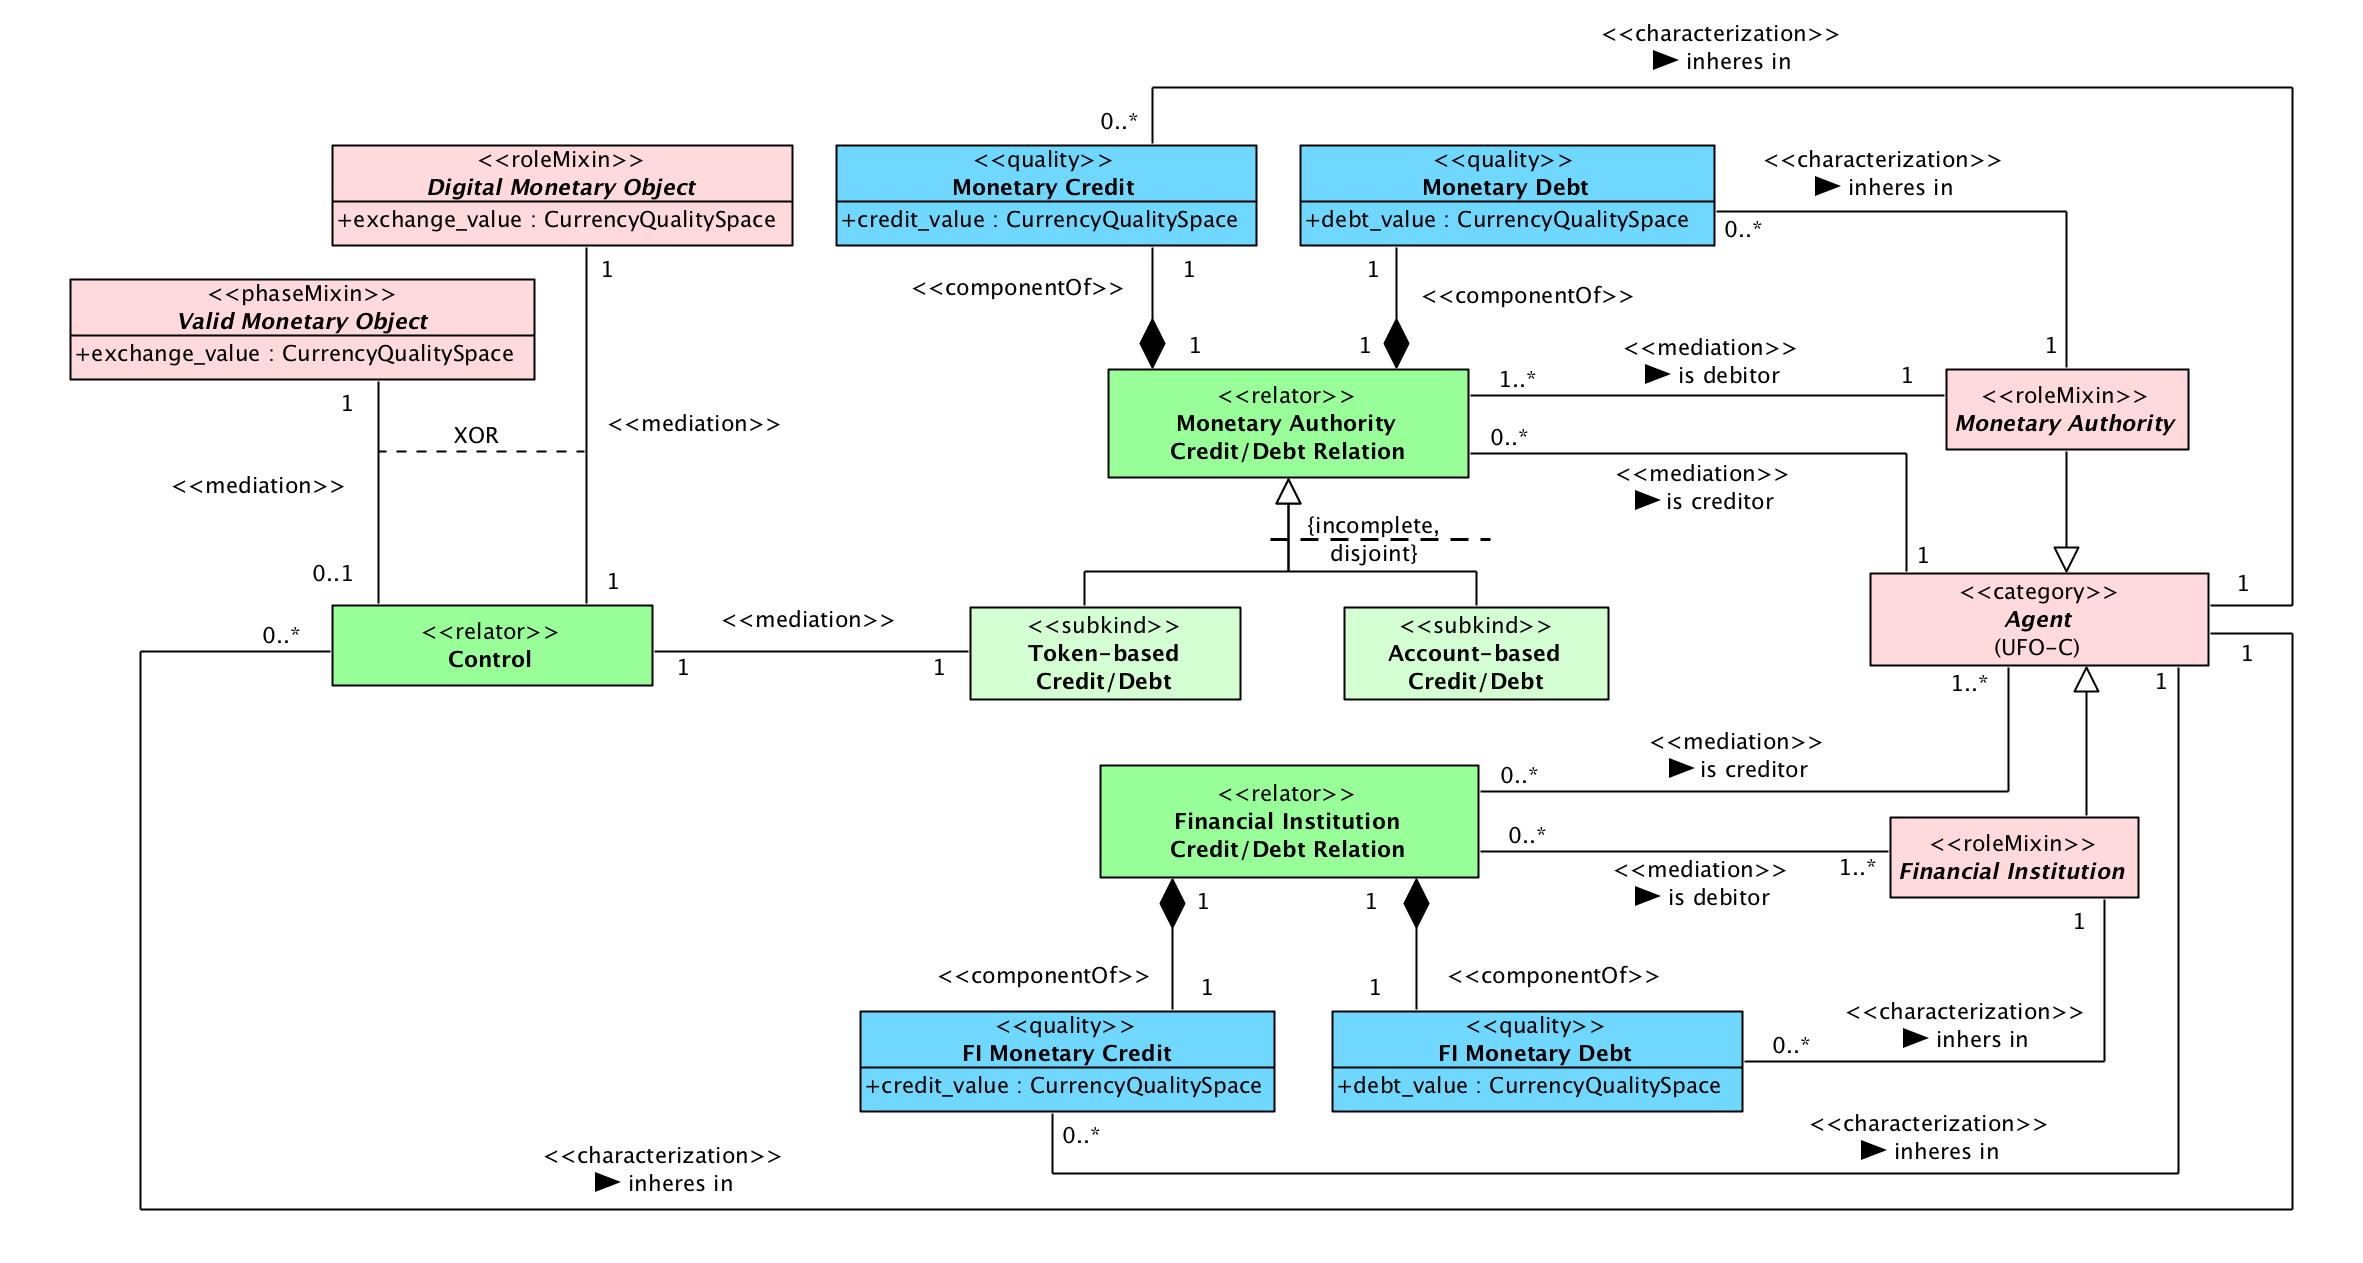 <<characterization>>
▶ inheres in
0..*
<<roleMixin>>
Digital Monetary Object
+exchange_value : CurrencyQualitySpace
<<quality>>
Monetary Credit
+credit_value : CurrencyQualitySpace
<<quality>>
Monetary Debt
+debt_value : CurrencyQualitySpace
<<characterization>>
▶ inheres in
0..*
1
1
<<componentOf>>
1
1
<<componentOf>>
1
<<phaseMixin>>
Valid Monetary Object
+exchange_value : CurrencyQualitySpace
1
XOR
<<mediation>>
<<mediation>>
0..1
1
<<relator>>
Monetary Authority
Credit/Debt Relation
1..*
<<mediation>>
▶ is debitor
1
1
<<roleMixin>>
Monetary Authority
0..*
<<mediation>>
▶ is creditor
1
{incomplete,
disjoint}
0..*
<<relator>>
Control
1
<<mediation>>
1
<<subkind>>
Token-based
Credit/Debt
<<subkind>>
Account-based
Credit/Debt
<<category>>
Agent
(UFO-C)
1
1
1..*
1
<<mediation>>
▶ is creditor
0..*
<<relator>>
Financial Institution
Credit/Debt Relation
0..*
<<mediation>>
▶ is debitor
1..*
<<roleMixin>>
Financial Institution
1
1
1
<<componentOf>>
1
1
<<componentOf>>
<<quality>>
FI Monetary Credit
+credit_value : CurrencyQualitySpace
<<quality>>
FI Monetary Debt
+debt_value : CurrencyQualitySpace
0..*
<<characterization>>
▶ inhers in
0..*
<<characterization>>
▶ inheres in
<<characterization>>
▶ inheres in